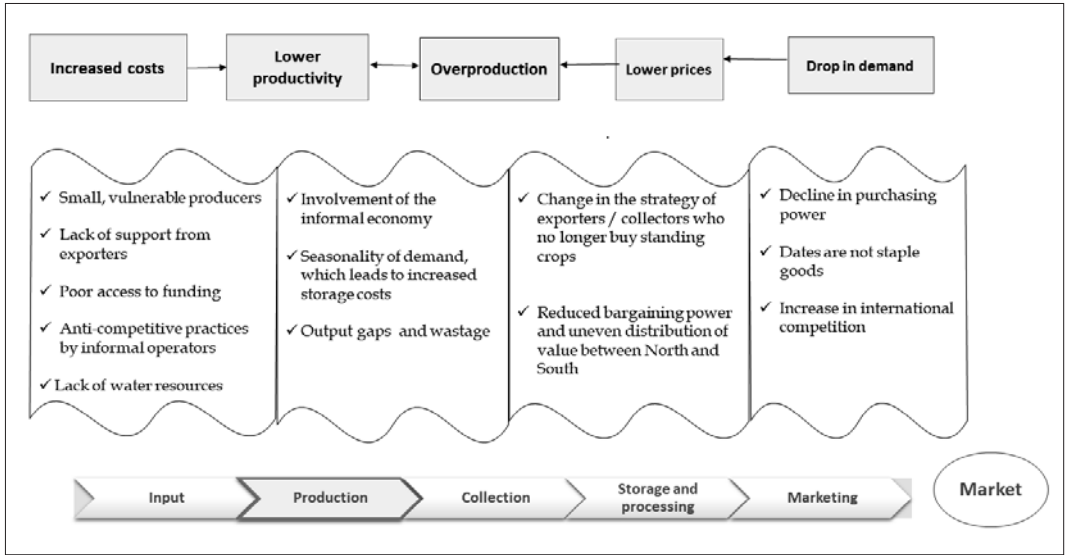 Increased costs
Lower
productivity
Overproduction
Lower prices
Drop in demand
✓ Small, vulnerable producers
✓ Lack of support from
exporters
✓ Poor access to funding
✓ Anti-competitive practices
by informal operators
✓ Lack of water resources
✓ Involvement of the
informal economy
✓ Seasonality of demand,
which leads to increased
storage costs
✓ Output gaps and wastage
✓ Change in the strategy of
exporters / collectors who
no longer buy standing
crops
✓ Reduced bargaining power
and uneven distribution of
value between North and
South
✓ Decline in purchasing
power
✓ Dates are not staple
goods
✓ Increase in international
competition
Input
Production
Collection
Storage and
processing
Marketing
Market